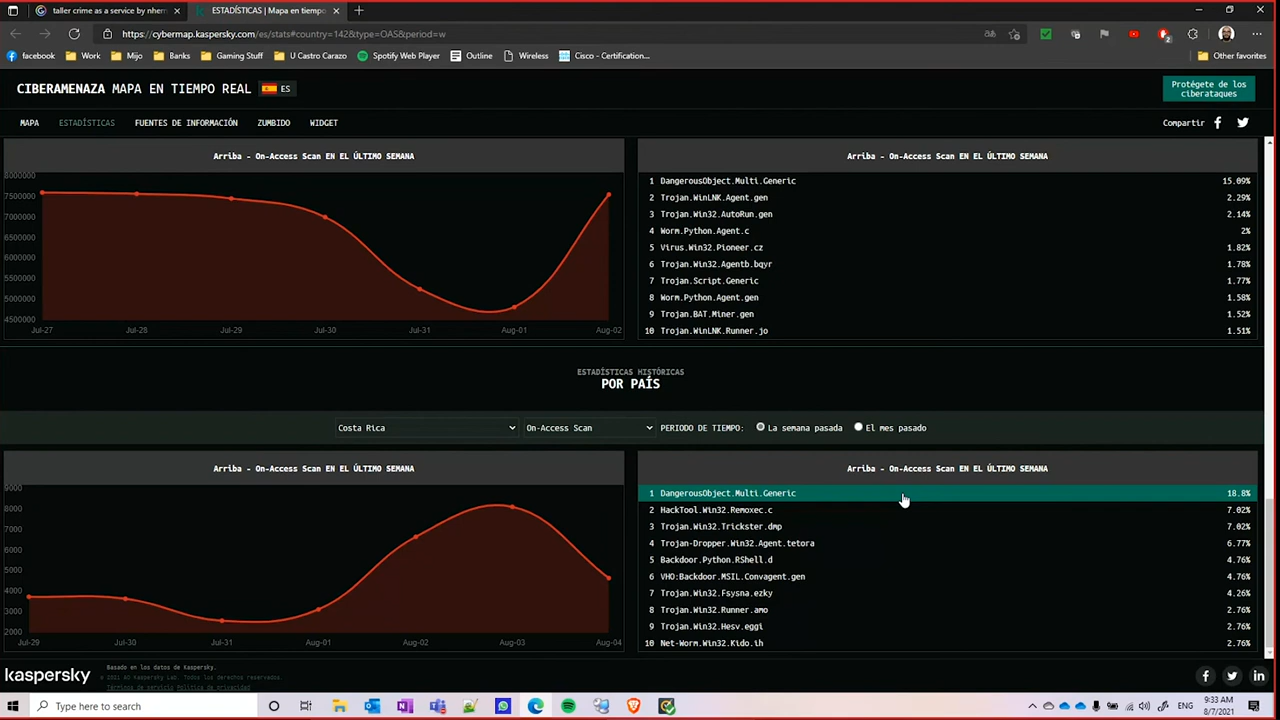 taller crime as a service by nhem
ESTADÍSTICAS | Mapa en tiempo
https://cybermap.kaspersky.com/es/stats#country=142&type=OAS&period=w
facebook
Work
Mijo
Banks
Gaming Stuff
U Castro Carazo
Spotify Web Player
Outline
Wireless
Cisco - Certification...
Other favorites
CIBERAMENAZA MAPA EN TIEMPO REAL
ES
Protégete de los
ciberataques
MAPA
ESTADÍSTICAS
FUENTES DE INFORMACIÓN
ZUMBIDO
WIDGET
Compartir
Arriba - On-Access Scan EN EL ÚLTIMO SEMANA
8000000
7500000
7000000
6500000
6000000
5500000
5000000
4500000
Jul-27
Jul-28
Jul-29
Jul-30
Jul-31
Aug-01
Aug-02
Arriba - On-Access Scan EN EL ÚLTIMO SEMANA
1 DangerousObject.Multi.Generic 15.09%
2 Trojan.WinLNK.Agent.gen 2.29%
3 Trojan.Win32.AutoRun.gen 2.14%
4 Worm.Python.Agent.c 2%
5 Virus.Win32.Pioneer.cz 1.82%
6 Trojan.Win32.Agentb.bqyr 1.78%
7 Trojan.Script.Generic 1.77%
8 Worm.Python.Agent.gen 1.58%
9 Trojan.BAT.Miner.gen 1.52%
10 Trojan.WinLNK.Runner.jo 1.51%
ESTADÍSTICAS HISTÓRICAS
POR PAÍS
Costa Rica
On-Access Scan
PERIODO DE TIEMPO:
La semana pasada
El mes pasado
Arriba - On-Access Scan EN EL ÚLTIMO SEMANA
9000
8000
7000
6000
5000
4000
3000
2000
Jul-29
Jul-30
Jul-31
Aug-01
Aug-02
Aug-03
Aug-04
Arriba - On-Access Scan EN EL ÚLTIMO SEMANA
1 DangerousObject.Multi.Generic 18.8%
2 HackTool.Win32.Remoxec.c 7.02%
3 Trojan.Win32.Trickster.dmp 7.02%
4 Trojan-Dropper.Win32.Agent.tetora 6.77%
5 Backdoor.Python.RShell.d 4.76%
6 VHO:Backdoor.MSIL.Convagent.gen 4.76%
7 Trojan.Win32.Fsysna.ezky 4.26%
8 Trojan.Win32.Runner.amo 2.76%
9 Trojan.Win32.Hesv.eggi 2.76%
10 Net-Worm.Win32.Kido.ih 2.76%
kaspersky
Basado en los datos de Kaspersky.
© 2021 AO Kaspersky LAB. Todos los derechos reservados.
Términos de servicio Política de privacidad
Type here to search
ENG
9:33 AM
8/7/2021